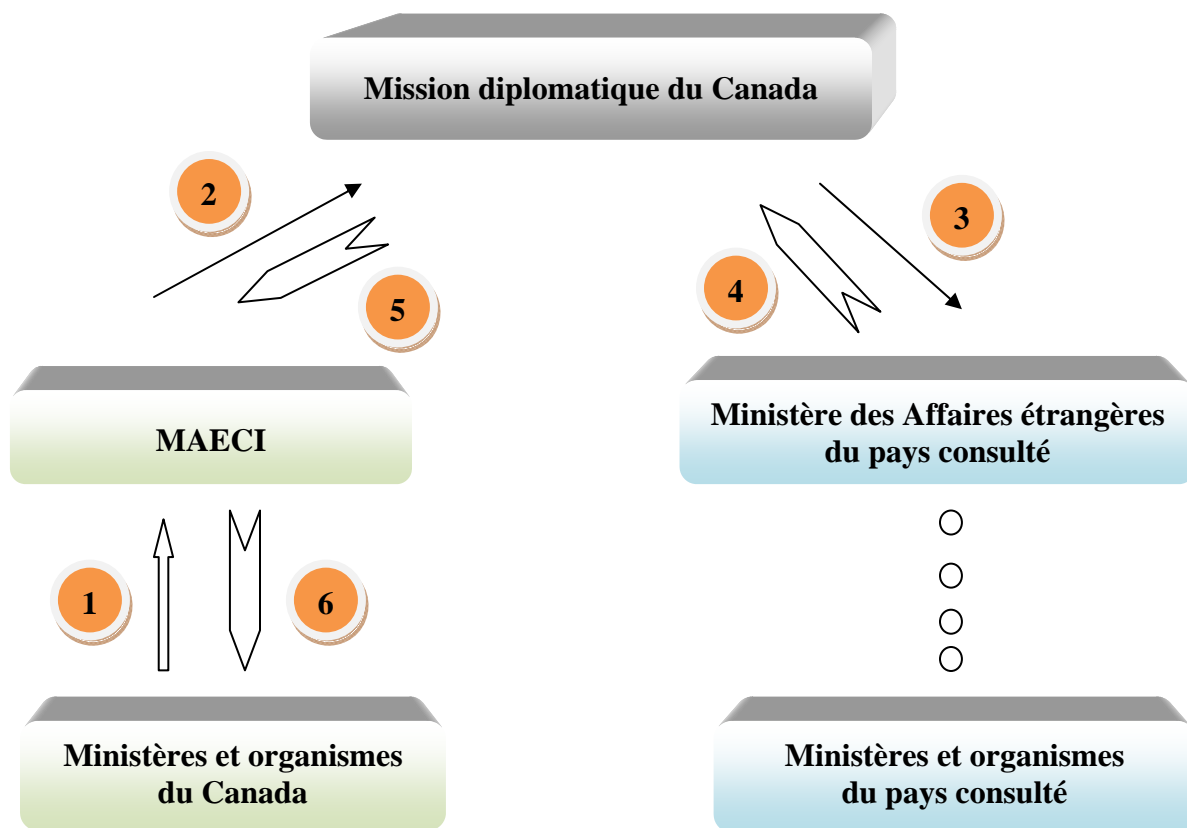 Mission diplomatique du Canada
2
3
4
5
MAECI
Ministère des Affaires étrangères
du pays consulté
1
6
Ministères et organismes
du Canada
Ministères et organismes
du pays consulté